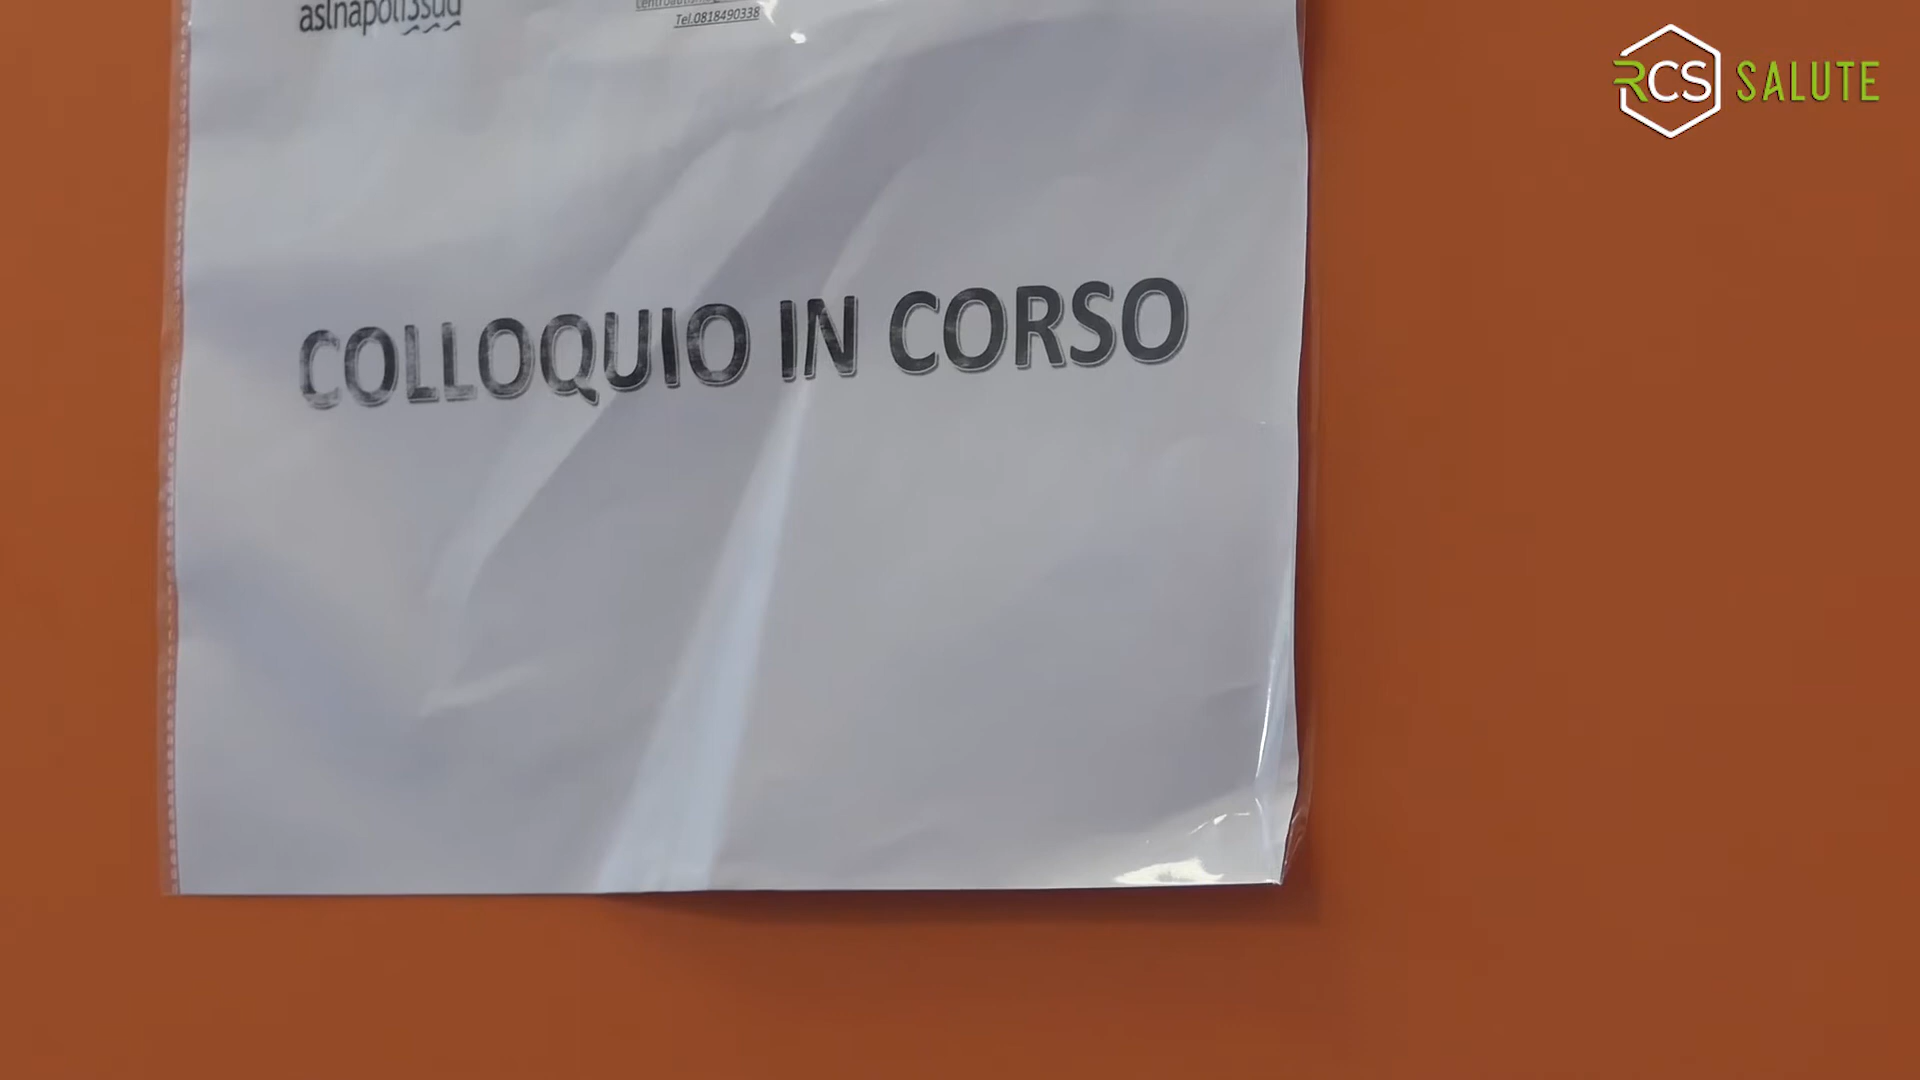 aslnapoli3sud
Tel.0818490338
RCS SALUTE
COLLOQUIO IN CORSO